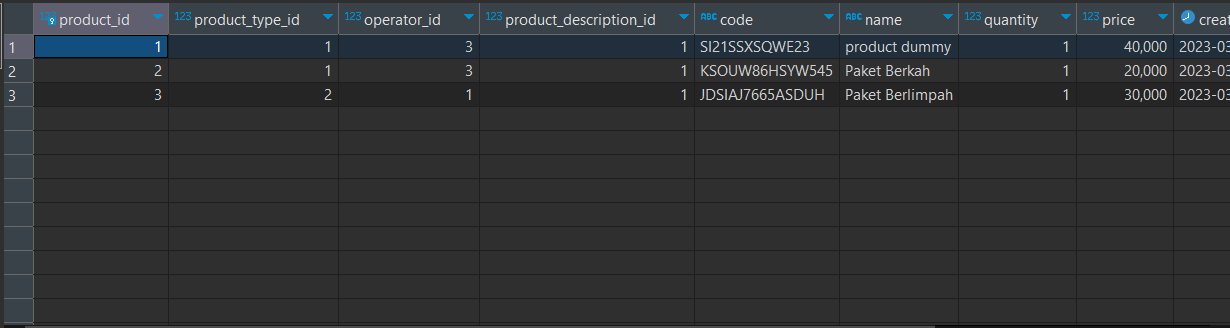 123 product_id 123 product_type_id 123 operator_id 123 product_description_id ABC code ABC name 123 quantity 123 price creat
1 1 1 3 1 SI21SSXSQWE23 product dummy 1 40,000 2023-03
2 2 1 3 1 KSOUW86HSYW545 Paket Berkah 1 20,000 2023-03
3 3 2 1 1 JDSIAJ7665ASDUH Paket Berlimpah 1 30,000 2023-03